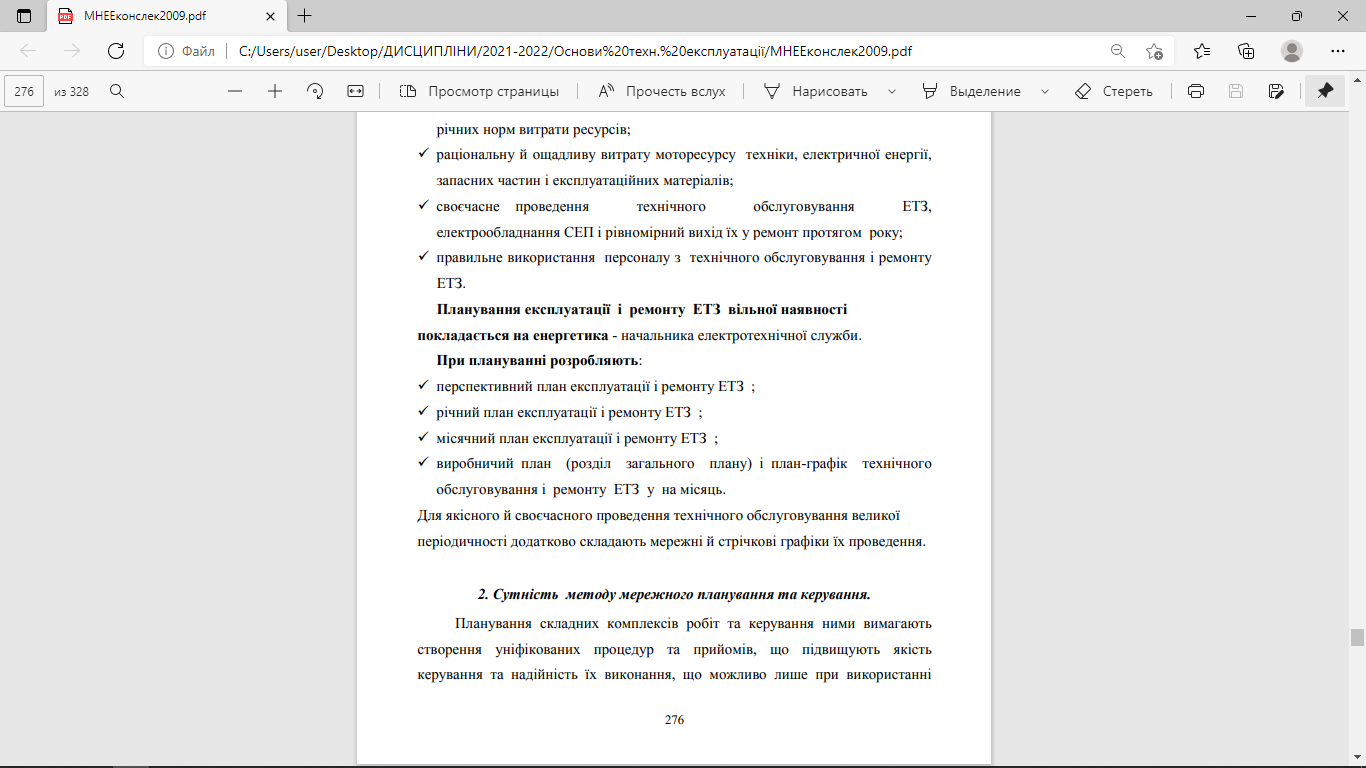 МНЕЕконслек2009.pdf
Файл
C:/Users/user/Desktop/ДИСЦИПЛІНИ/2021-2022/Основи%20техн.%20експлуатації/МНЕЕконслек2009.pdf
276 из 328
Просмотр страницы
Прочесть вслух
Нарисовать
Выделение
Стереть
річних норм витрати ресурсів;
✓ раціональну й ощадливу витрату моторесурсу техніки, електричної енергії,
запасних частин і експлуатаційних матеріалів;
✓ своєчасне проведення технічного обслуговування ЕТЗ,
електрообладнання СЕП і рівномірний вихід їх у ремонт протягом року;
✓ правильне використання персоналу з технічного обслуговування і ремонту
ЕТЗ.
Планування експлуатації і ремонту ЕТЗ вільної наявності
покладається на енергетика - начальника електротехнічної служби.
При плануванні розробляють:
✓ перспективний план експлуатації і ремонту ЕТЗ ;
✓ річний план експлуатації і ремонту ЕТЗ ;
✓ місячний план експлуатації і ремонту ЕТЗ ;
✓ виробничий план (розділ загального плану) і план-графік технічного
обслуговування і ремонту ЕТЗ у на місяць.
Для якісного й своєчасного проведення технічного обслуговування великої
періодичності додатково складають мережні й стрічкові графіки їх проведення.
2. Сутність методу мережного планування та керування.
Планування складних комплексів робіт та керування ними вимагають
створення уніфікованих процедур та прийомів, що підвищують якість
керування та надійність їх виконання, що можливо лише при використанні
276